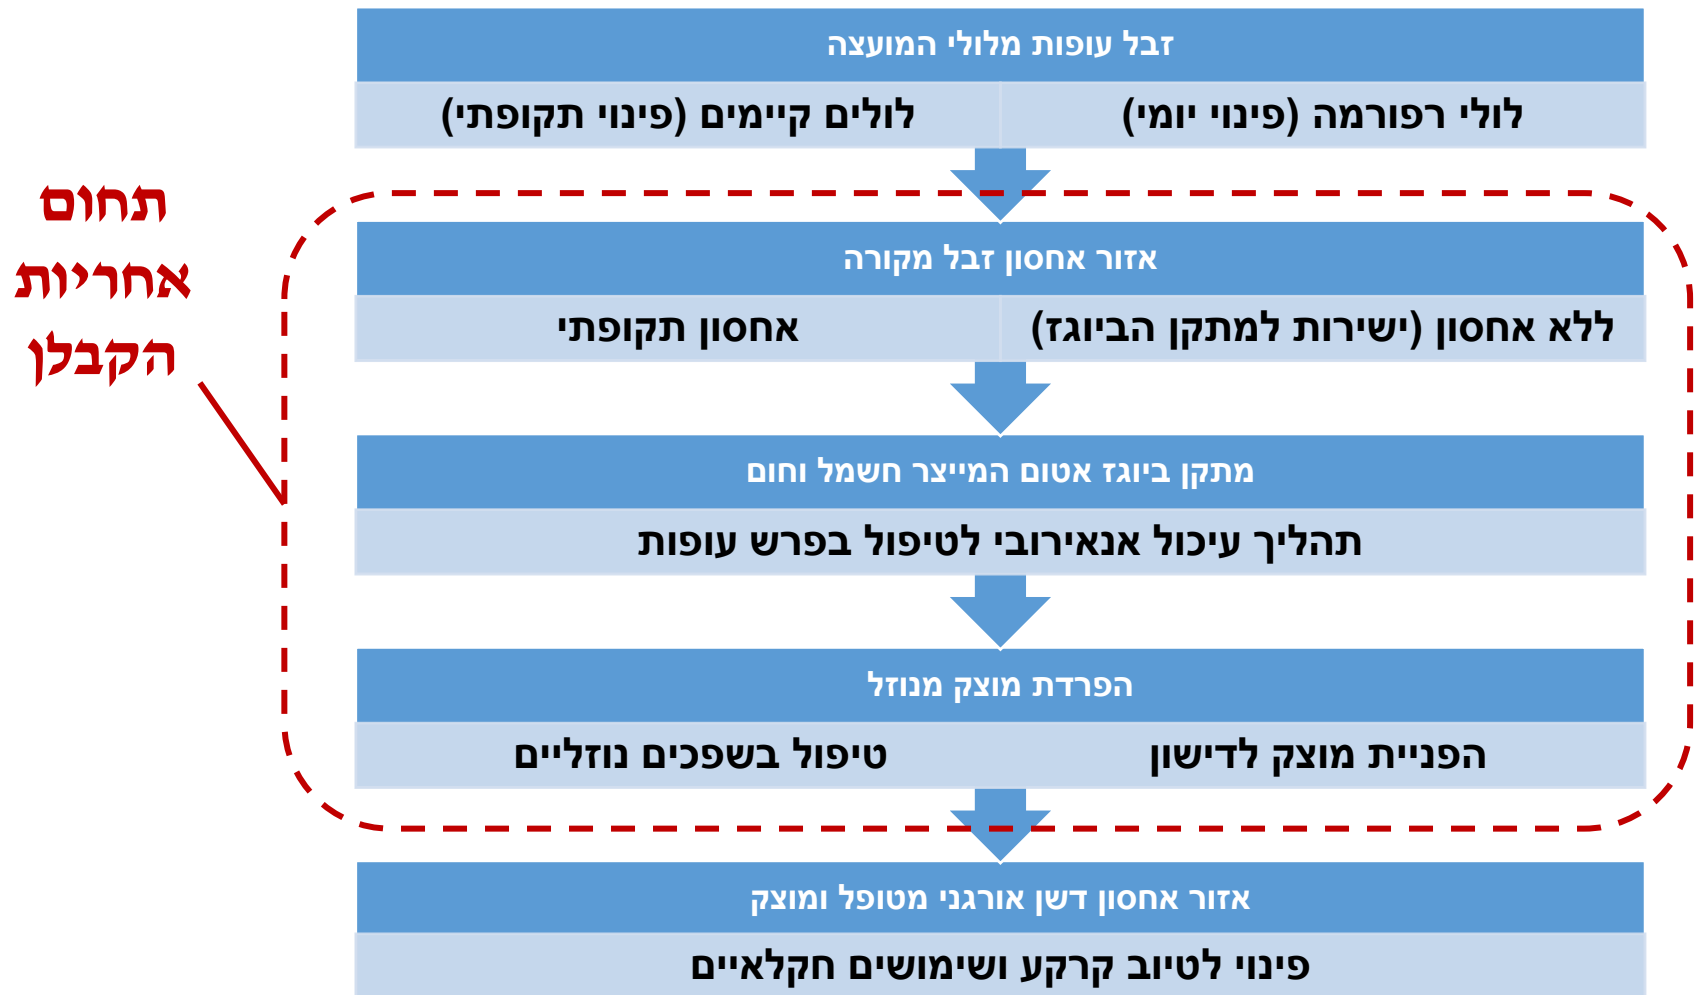 זבל עופות מלולי המועצה
לולי רפורמה (פינוי יומי)
לולים קיימים (פינוי תקופתי)
תחום
אחריות
הקבלן
אזור אחסון זבל מקורה
ללא אחסון (ישירות למתקן הביוגז)
אחסון תקופתי
מתקן ביוגז אטום המייצר חשמל וחום
תהליך עיכול אנאירובי לטיפול בפרש עופות
הפרדת מוצק מנוזל
הפניית מוצק לדישון
טיפול בשפכים נוזליים
אזור אחסון דשן אורגני מטופל ומוצק
פינוי לטיוב קרקע ושימושים חקלאיים